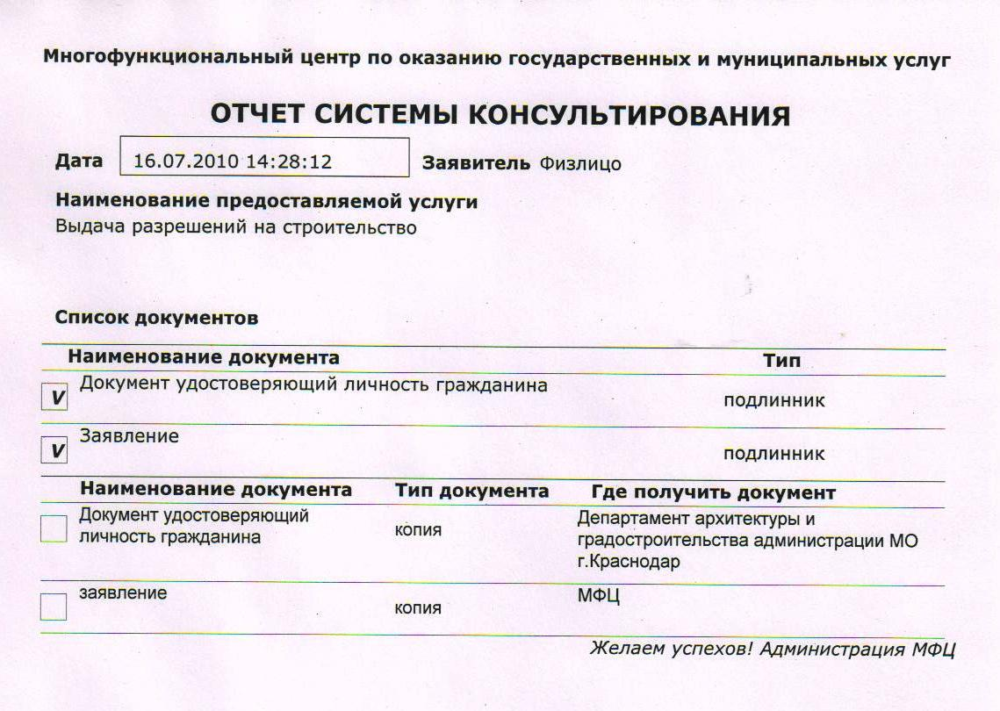 Многофункциональный центр по оказанию государственных и муниципальных услуг
ОТЧЕТ СИСТЕМЫ КОНСУЛЬТИРОВАНИЯ
Дата 16.07.2010 14:28:12 Заявитель Физлицо
Наименование предоставляемой услуги
Выдача разрешений на строительство
Список документов
Наименование документа Тип
Документ удостоверяющий личность гражданина
V подлинник
Заявление
V подлинник
Наименование документа Тип документа Где получить документ
Документ удостоверяющий
личность гражданина
копия
Департамент архитектуры и
градостроительства администрации МО
г.Краснодар
заявление
копия
МФЦ
Желаем успехов! Администрация МФЦ